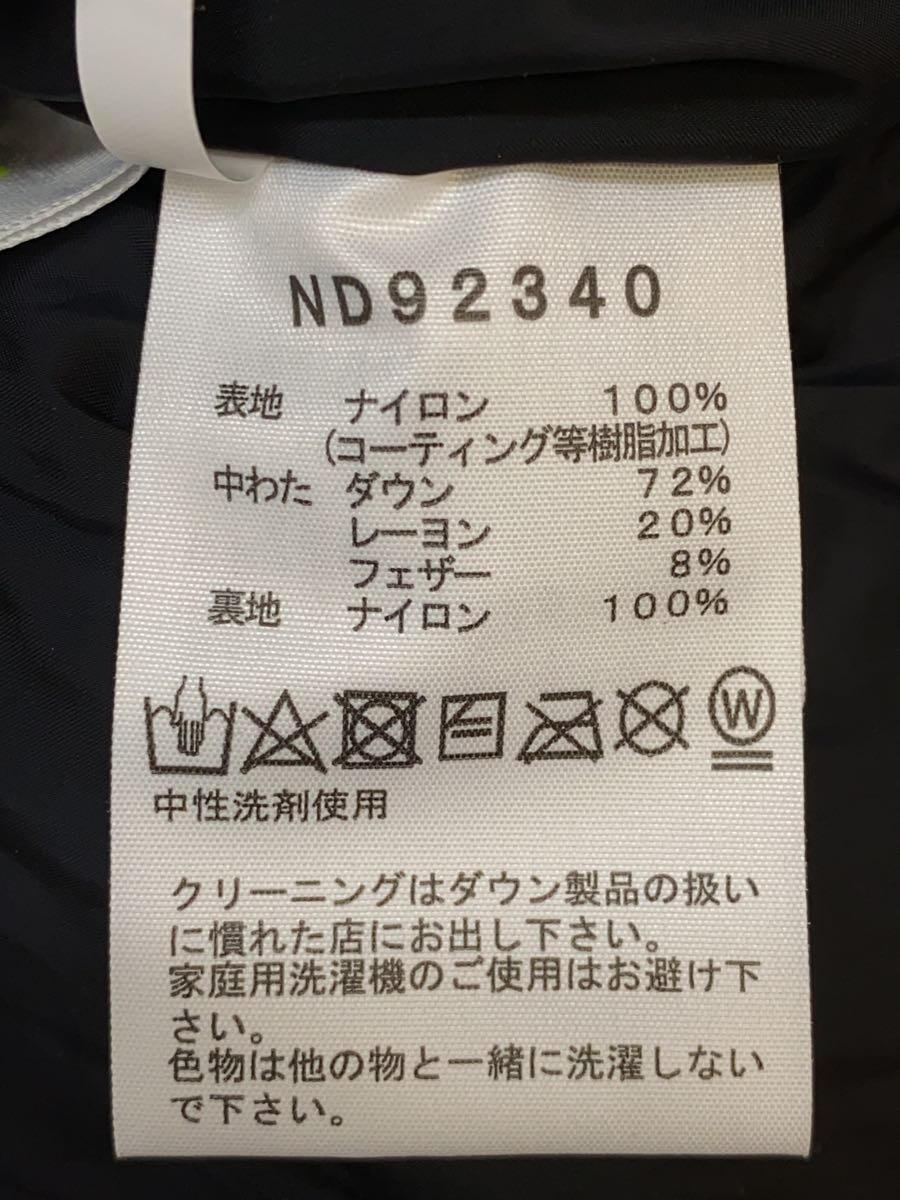 ND92340
表地 ナイロン 100%
(コーティング等樹脂加工)
中わた ダウン 72%
レーヨン 20%
フェザー 8%
裏地 ナイロン 100%
W
中性洗剤使用
クリーニングはダウン製品の扱い
に慣れた店にお出し下さい。
家庭用洗濯機のご使用はお避け下
さい。
色物は他の物と一緒に洗濯しない
で下さい。